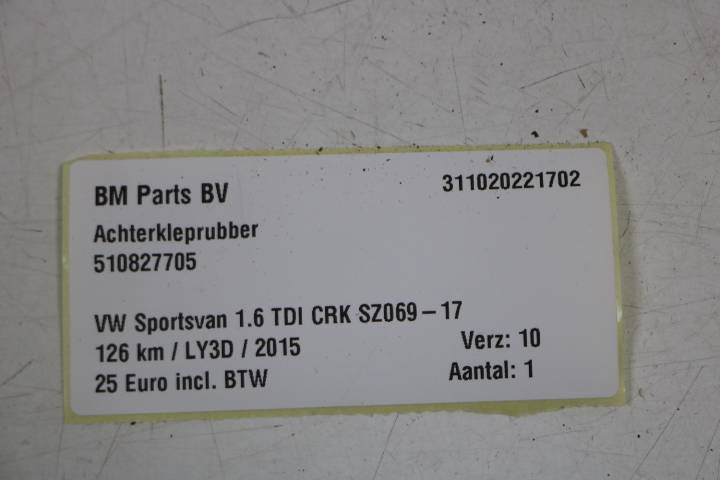 BM Parts BV 311020221702
Achterkleprubber
510827705
VW Sportsvan 1.6 TDI CRK SZ069-17
126 km / LY3D / 2015 Verz: 10
25 Euro incl. BTW Aantal: 1